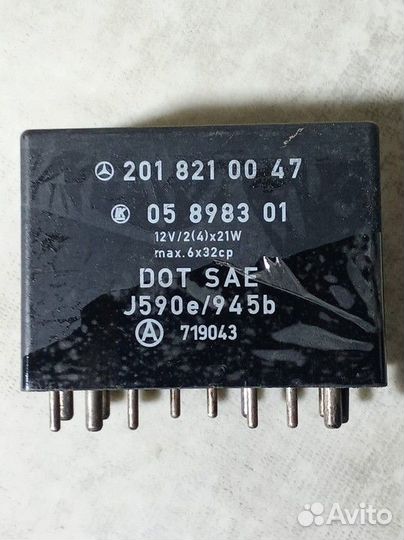 201 821 00 47
LK 05 8983 01
12V/2(4)x21W
max.6x32cp
DOT SAE
J590e/945b
A 719043
Avito